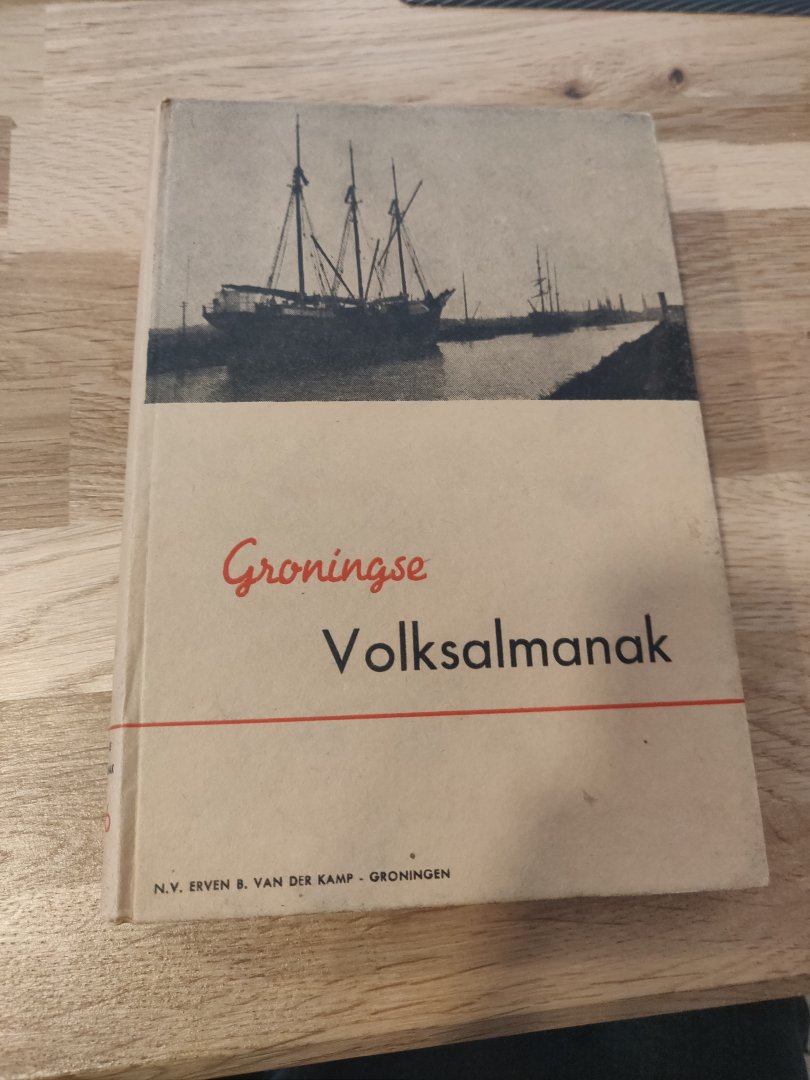 Groningse
Volksalmanak
N.V. ERVEN B. VAN DER KAMP - GRONINGEN